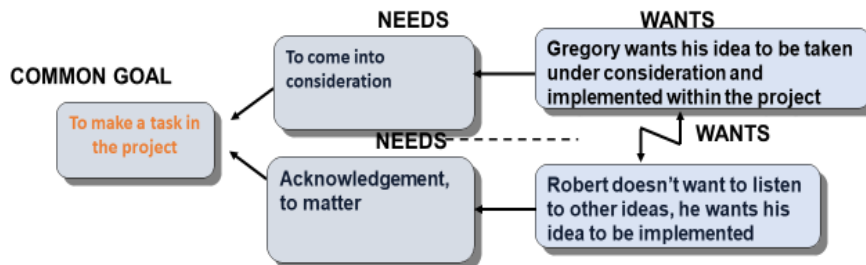 NEEDS
WANTS
COMMON GOAL
To make a task in
the project
To come into
consideration
Gregory wants his idea to be taken
under consideration and
implemented within the project
NEEDS
WANTS
Acknowledgement,
to matter
Robert doesn't want to listen
to other ideas, he wants his
idea to be implemented